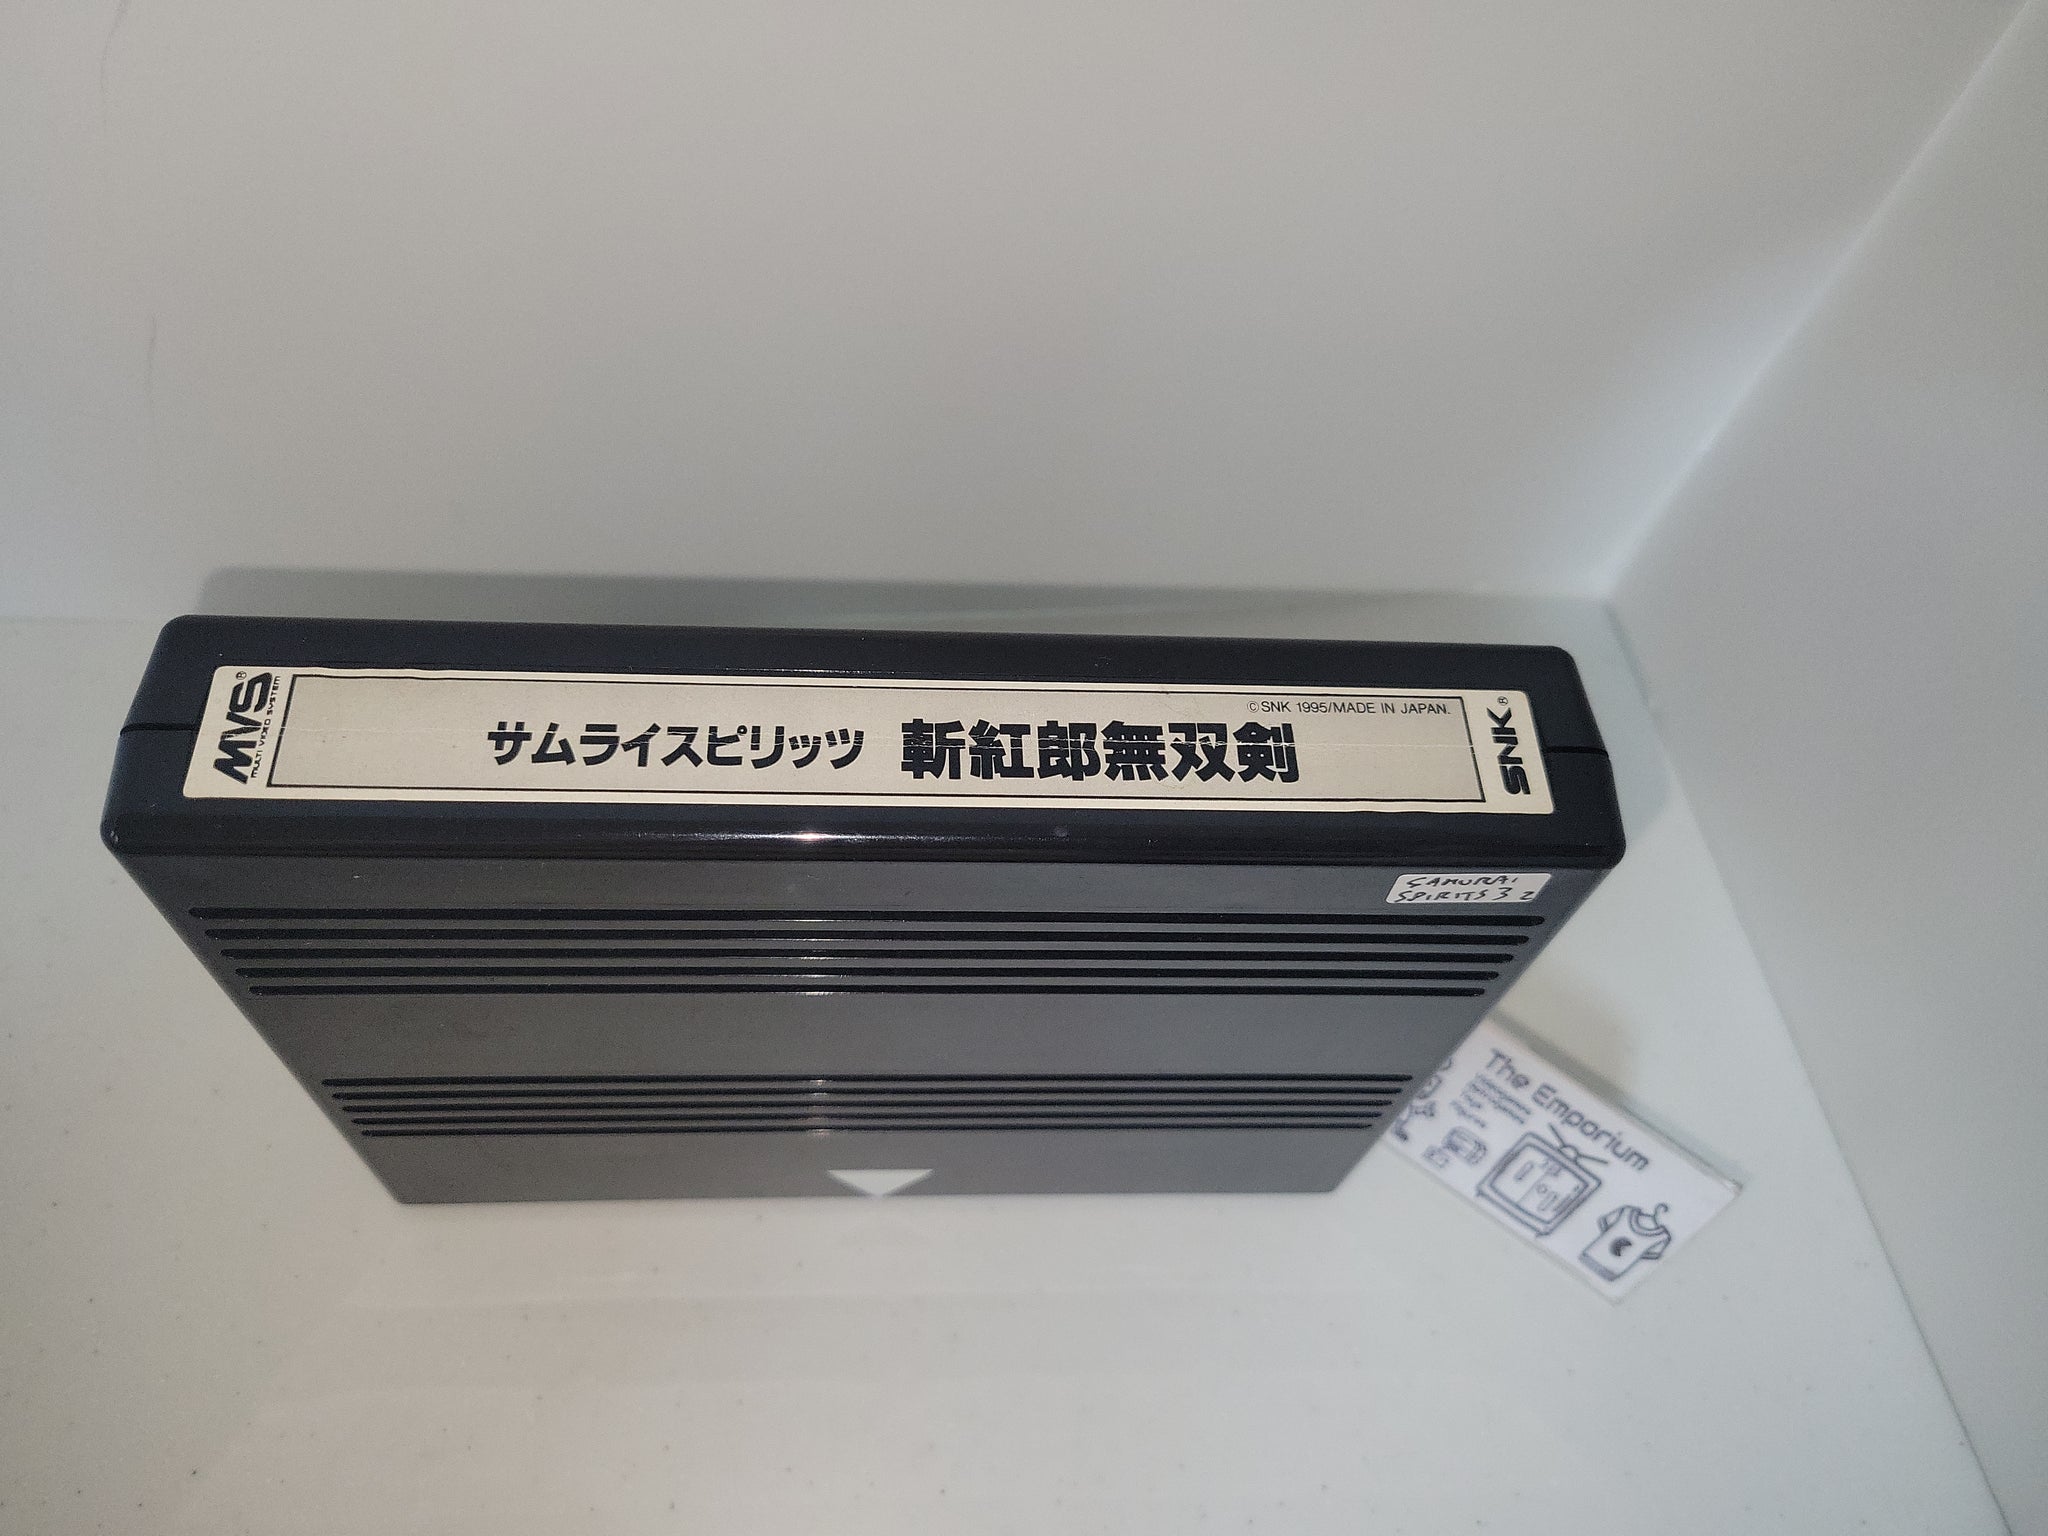 MVS®
MULTI VIDEO SYSTEM
©SNK 1995/MADE IN JAPAN.
サムライスピリッツ 斬紅郎無双剣
SNK®
SAMURAI
SPIRITS 3 2
The Emporium